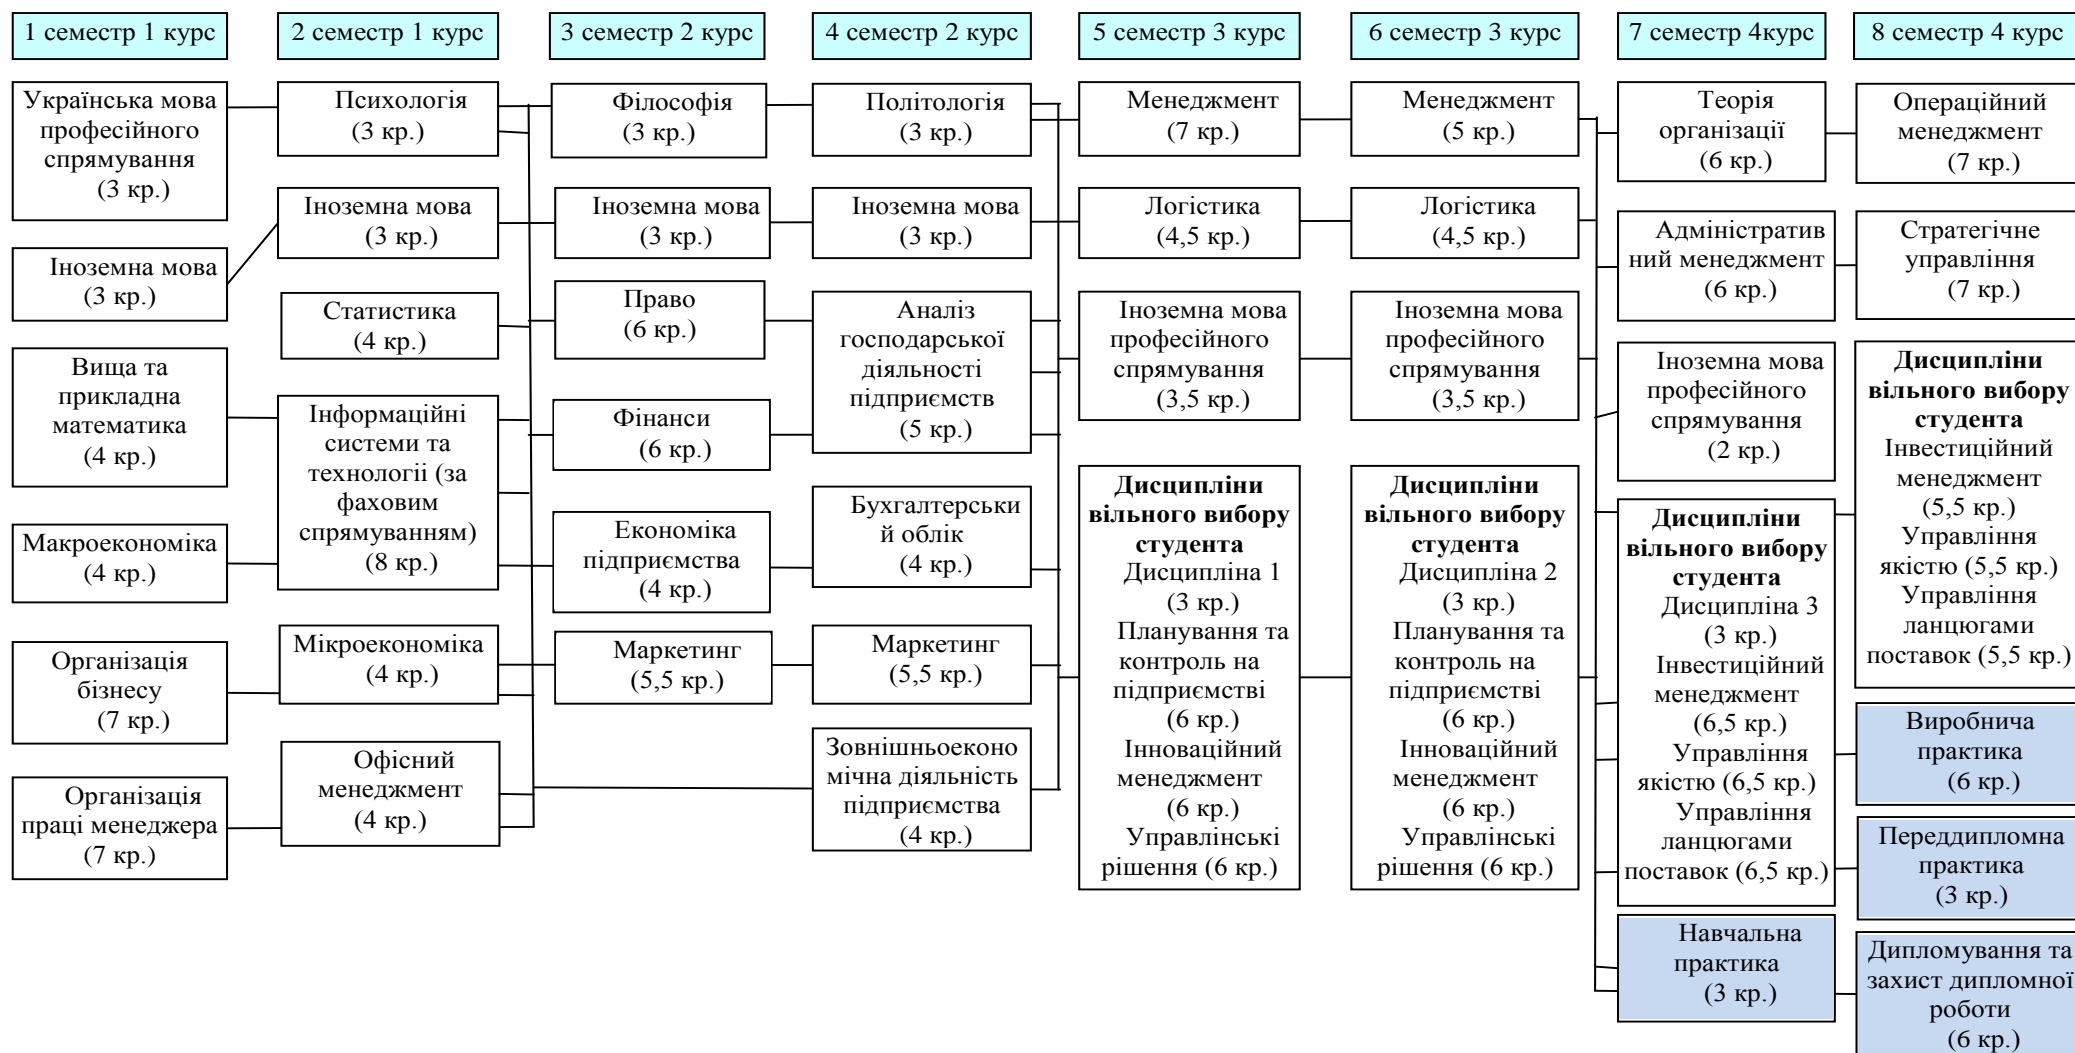 1 семестр 1 курс
2 семестр 1 курс
3 семестр 2 курс
4 семестр 2 курс
5 семестр 3 курс
6 семестр 3 курс
7 семестр 4курс
8 семестр 4 курс
Українська мова
професійного
спрямування
(3 кр.)
Іноземна мова
(3 кр.)
Вища та
прикладна
математика
(4 кр.)
Макроекономіка
(4 кр.)
Організація
бізнесу
(7 кр.)
Організація
праці менеджера
(7 кр.)
Психологія
(3 кр.)
Іноземна мова
(3 кр.)
Статистика
(4 кр.)
Інформаційні
системи та
технології (за
фаховим
спрямуванням)
(8 кр.)
Мікроекономіка
(4 кр.)
Офісний
менеджмент
(4 кр.)
Філософія
(3 кр.)
Іноземна мова
(3 кр.)
Право
(6 кр.)
Фінанси
(6 кр.)
Економіка
підприємства
(4 кр.)
Маркетинг
(5,5 кр.)
Політологія
(3 кр.)
Іноземна мова
(3 кр.)
Аналіз
господарської
діяльності
підприємств
(5 кр.)
Бухгалтерськи
й облік
(4 кр.)
Маркетинг
(5,5 кр.)
Зовнішньоеконо
мічна діяльність
підприємства
(4 кр.)
Менеджмент
(7 кр.)
Логістика
(4,5 кр.)
Іноземна мова
професійного
спрямування
(3,5 кр.)
Дисципліни
вільного вибору
студента
Дисципліна 1
(3 кр.)
Планування та
контроль на
підприємстві
(6 кр.)
Інноваційний
менеджмент
(6 кр.)
Управлінські
рішення (6 кр.)
Менеджмент
(5 кр.)
Логістика
(4,5 кр.)
Іноземна мова
професійного
спрямування
(3,5 кр.)
Дисципліни
вільного вибору
студента
Дисципліна 2
(3 кр.)
Планування та
контроль на
підприємстві
(6 кр.)
Інноваційний
менеджмент
(6 кр.)
Управлінські
рішення (6 кр.)
Теорія
організації
(6 кр.)
Адміністратив
ний менеджмент
(6 кр.)
Іноземна мова
професійного
спрямування
(2 кр.)
Дисципліни
вільного вибору
студента
Дисципліна 3
(3 кр.)
Інвестиційний
менеджмент
(6,5 кр.)
Управління
якістю (6,5 кр.)
Управління
ланцюгами
поставок (6,5 кр.)
Навчальна
практика
(3 кр.)
Операційний
менеджмент
(7 кр.)
Стратегічне
управління
(7 кр.)
Дисципліни
вільного вибору
студента
Інвестиційний
менеджмент
(5,5 кр.)
Управління
якістю (5,5 кр.)
Управління
ланцюгами
поставок (5,5 кр.)
Виробнича
практика
(6 кр.)
Переддипломна
практика
(3 кр.)
Дипломування та
захист дипломної
роботи
(6 кр.)